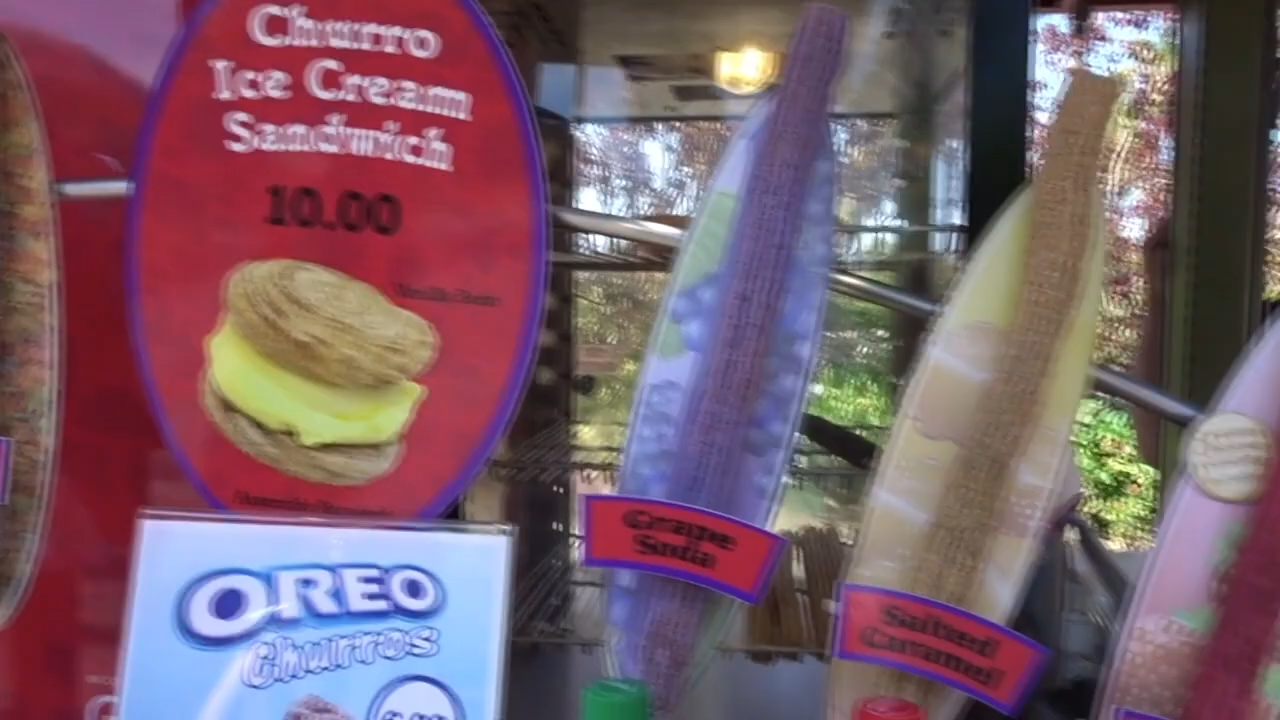 Churro
Ice Cream
Sandwich
10.00
OREO
Churros
Grape
Soda
Salted
Caramel